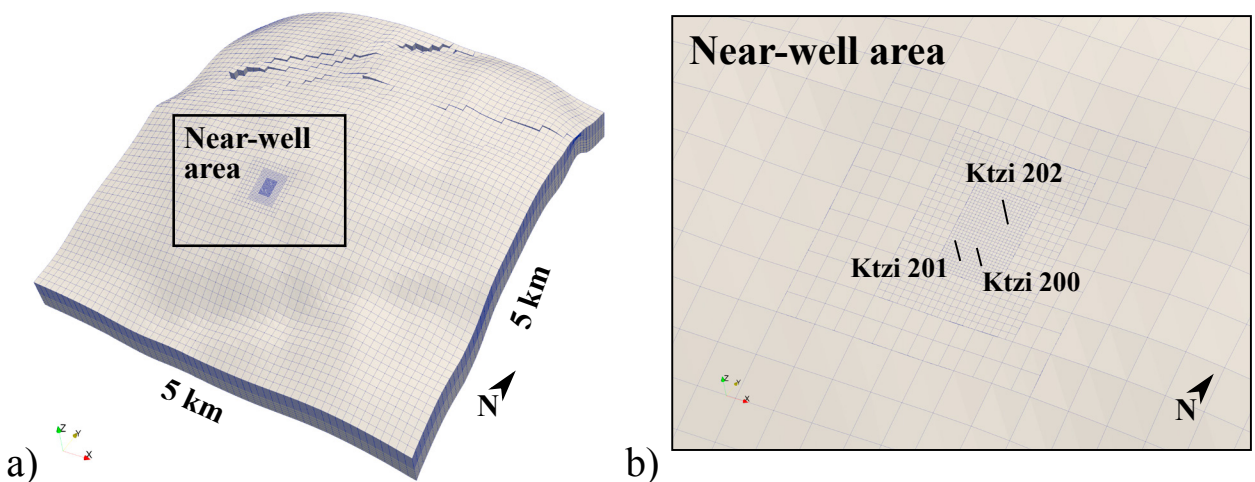 Near-well
area
5 km
5 km
N
Z
Y
X
a)
Near-well area
Ktzi 202
Ktzi 201
Ktzi 200
Z
Y
X
N
b)